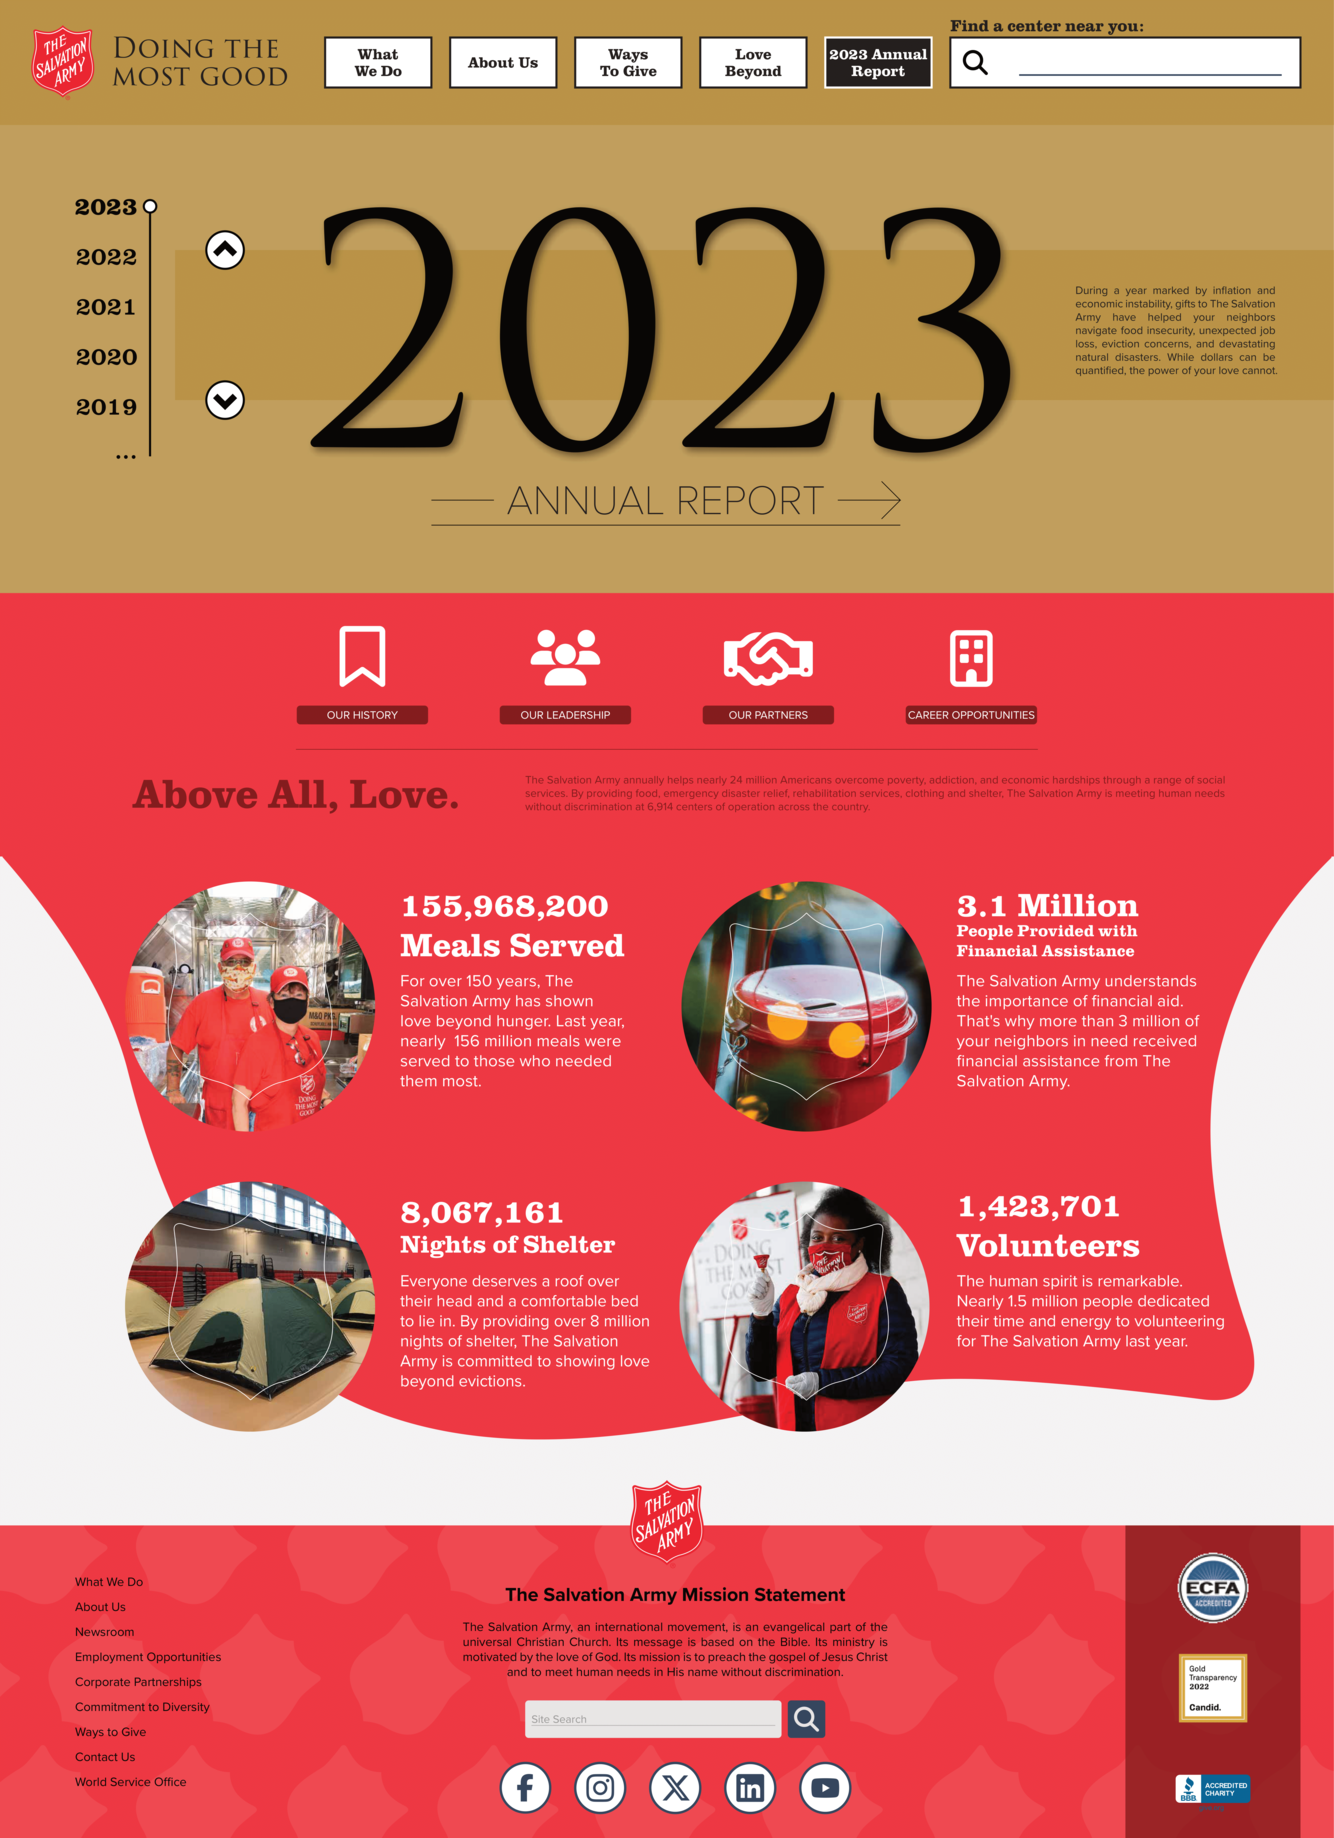 THE
SALVATION
ARMY
DOING THE
MOST GOOD
What
We Do
About Us
Ways
To Give
Love
Beyond
2023 Annual
Report
Find a center near you:
2023
2022
2021
2020
2019
...
2023
During a year marked by inflation and
economic instability, gifts to The Salvation
Army have helped your neighbors
navigate food insecurity, unexpected job
loss, eviction concerns, and devastating
natural disasters. While dollars can be
quantified, the power of your love cannot.
ANNUAL REPORT
OUR HISTORY
OUR LEADERSHIP
OUR PARTNERS
CAREER OPPORTUNITIES
Above All, Love.
The Salvation Army annually helps nearly 24 million Americans overcome poverty, addiction, and economic hardships through a range of social
services. By providing food, emergency disaster relief, rehabilitation services, clothing and shelter, The Salvation Army is meeting human needs
without discrimination at 6,914 centers of operation across the country.
155,968,200
Meals Served
For over 150 years, The
Salvation Army has shown
love beyond hunger. Last year,
nearly 156 million meals were
served to those who needed
them most.
M&O PKG.
DOING
THE MOST
GOOD
3.1 Million
People Provided with
Financial Assistance
The Salvation Army understands
the importance of financial aid.
That's why more than 3 million of
your neighbors in need received
financial assistance from The
Salvation Army.
8,067,161
Nights of Shelter
Everyone deserves a roof over
their head and a comfortable bed
to lie in. By providing over 8 million
nights of shelter, The Salvation
Army is committed to showing love
beyond evictions.
DOING
THE MOST
GOO
1,423,701
Volunteers
The human spirit is remarkable.
Nearly 1.5 million people dedicated
their time and energy to volunteering
for The Salvation Army last year.
THE
SALVATION
ARMY
What We Do
About Us
Newsroom
Employment Opportunities
Corporate Partnerships
Commitment to Diversity
Ways to Give
Contact Us
World Service Office
The Salvation Army Mission Statement
The Salvation Army, an international movement, is an evangelical part of the
universal Christian Church. Its message is based on the Bible. Its ministry is
motivated by the love of God. Its mission is to preach the gospel of Jesus Christ
and to meet human needs in His name without discrimination.
Site Search
ECFA
ACCREDITED
Gold
Transparency
2022
Candid.
BBB.
ACCREDITED
CHARITY